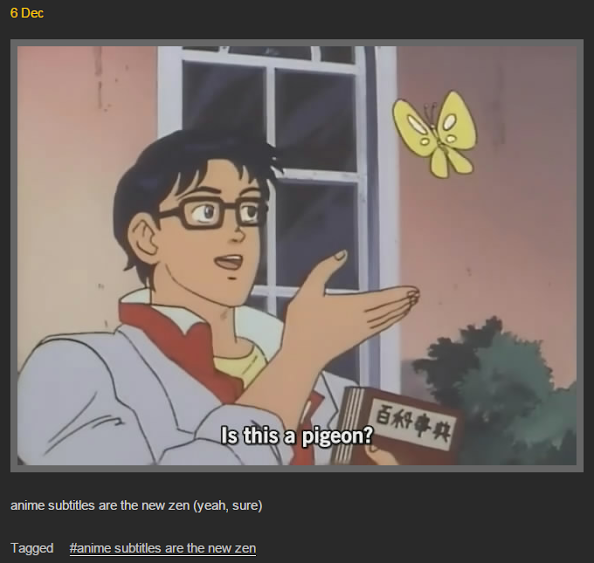 6 Dec
百科事典
Is this a pigeon?
anime subtitles are the new zen (yeah, sure)
Tagged #anime subtitles are the new zen